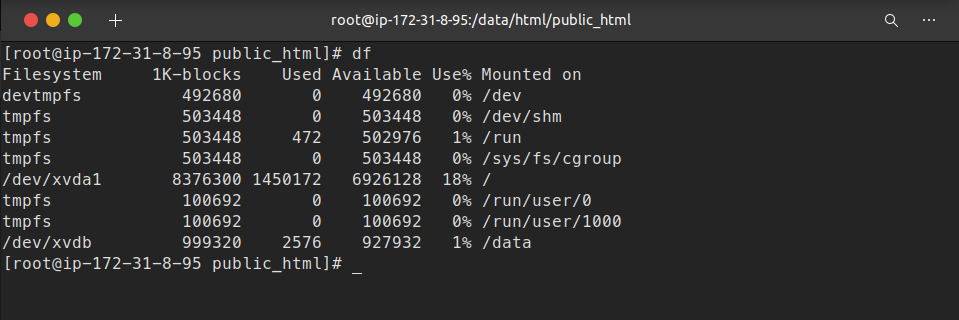 root@ip-172-31-8-95:/data/html/public_html
[root@ip-172-31-8-95 public_html]# df
Filesystem     1K-blocks    Used Available Use% Mounted on
devtmpfs          492680       0    492680   0% /dev
tmpfs             503448       0    503448   0% /dev/shm
tmpfs             503448     472    502976   1% /run
tmpfs             503448       0    503448   0% /sys/fs/cgroup
/dev/xvda1       8376300 1450172   6926128  18% /
tmpfs             100692       0    100692   0% /run/user/0
tmpfs             100692       0    100692   0% /run/user/1000
/dev/xvdb         999320    2576    927932   1% /data
[root@ip-172-31-8-95 public_html]# _